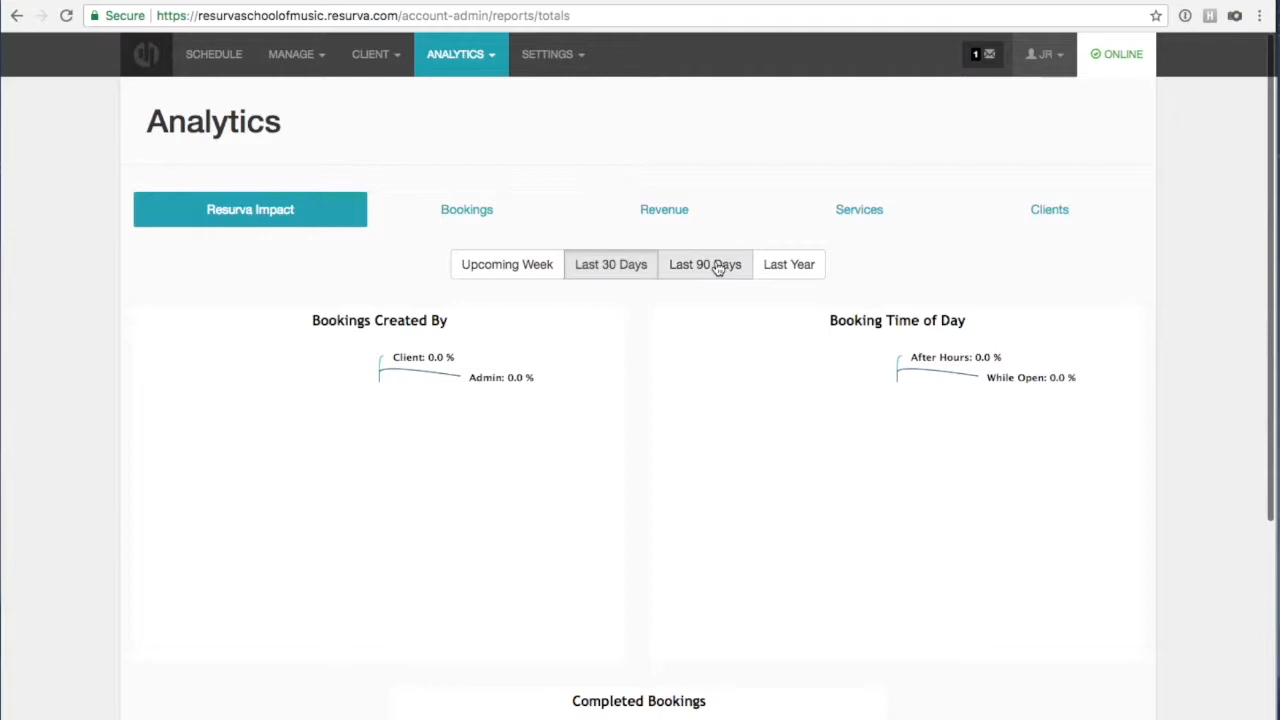 Secure https://resurvaschoolofmusic.resurva.com/account-admin/reports/totals
SCHEDULE MANAGE CLIENT ANALYTICS SETTINGS 1 JR ONLINE
Analytics
Resurva Impact Bookings Revenue Services Clients
Upcoming Week Last 30 Days Last 90 Days Last Year
Bookings Created By Booking Time of Day
Client: 0.0 % After Hours: 0.0 %
Admin: 0.0 % While Open: 0.0 %
Completed Bookings